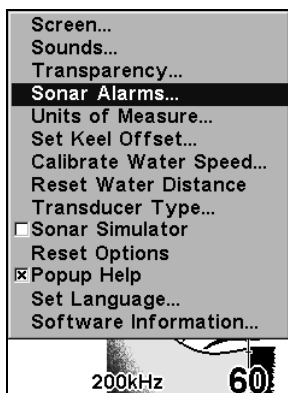 Screen...
Sounds...
Transparency...
Sonar Alarms...
Units of Measure...
Set Keel Offset...
Calibrate Water Speed...
Reset Water Distance
Transducer Type...
Sonar Simulator
Reset Options
Popup Help
Set Language...
Software Information...
200kHz 60